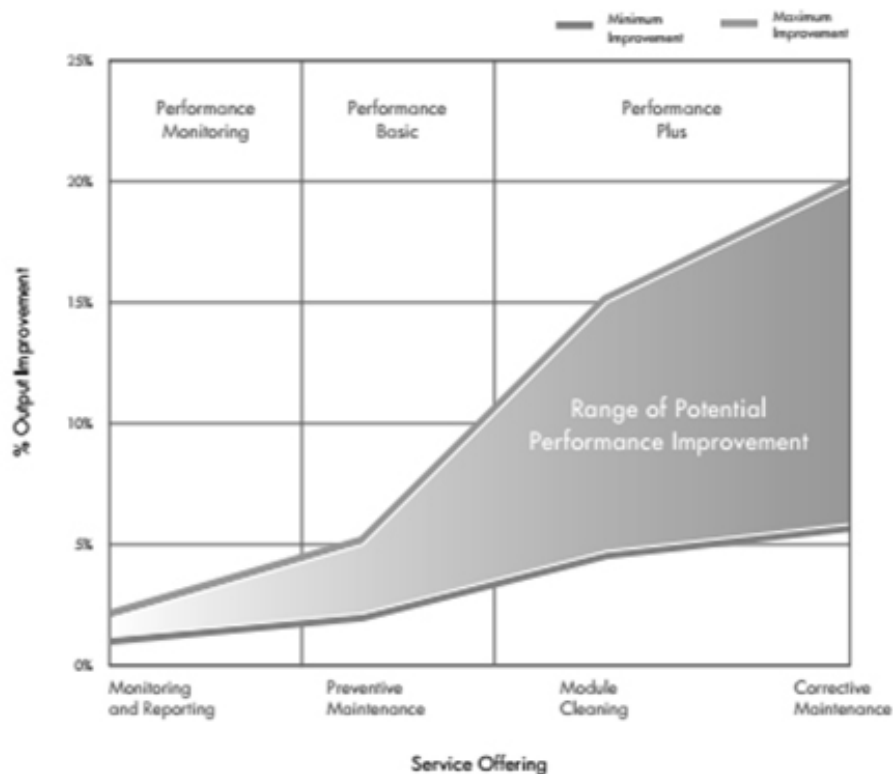 Minimum
Improvement
Maximum
Improvement
25%
Performance
Monitoring
Performance
Basic
Performance
Plus
20%
15%
10%
5%
0%
% Output Improvement
Range of Potential
Performance Improvement
Monitoring
and Reporting
Preventive
Maintenance
Module
Cleaning
Corrective
Maintenance
Service Offering